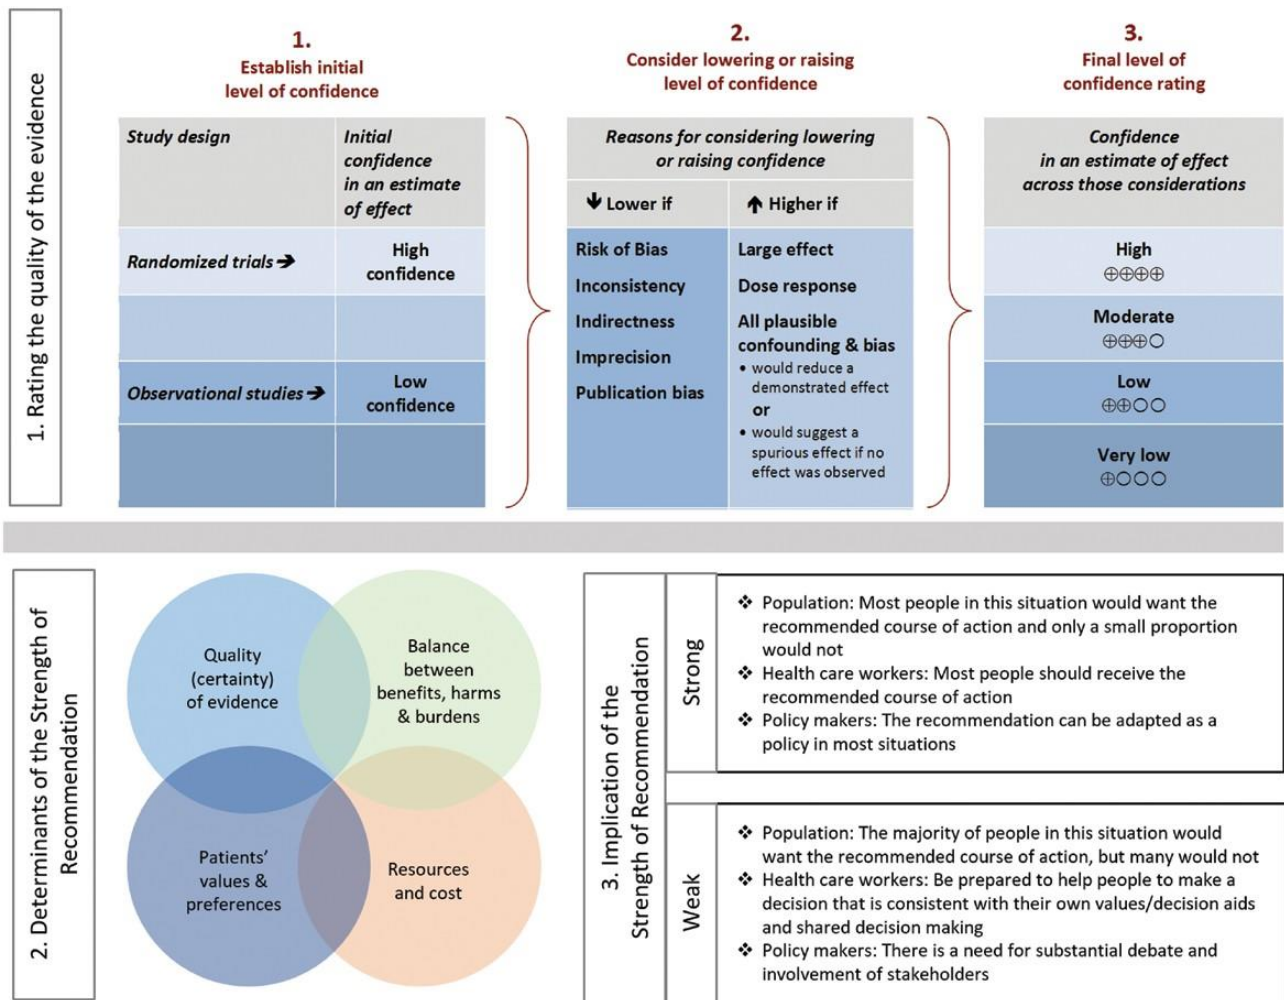 1. Rating the quality of the evidence
1.
Establish initial
level of confidence
2.
Consider lowering or raising
level of confidence
3.
Final level of
confidence rating
Study design
Initial
confidence
in an estimate
of effect
Randomized trials ➔
High
confidence
Observational studies ➔
Low
confidence
Reasons for considering lowering
or raising confidence
🡇 Lower if
🡅 Higher if
Risk of Bias
Inconsistency
Indirectness
Imprecision
Publication bias
Large effect
Dose response
All plausible
confounding & bias
• would reduce a
demonstrated effect
or
• would suggest a
spurious effect if no
effect was observed
Confidence
in an estimate of effect
across those considerations
High
⊕⊕⊕⊕
Moderate
⊕⊕⊕○
Low
⊕⊕○○
Very low
⊕○○○
2. Determinants of the Strength of
Recommendation
Quality
(certainty)
of evidence
Balance
between
benefits, harms
& burdens
Patients’
values &
preferences
Resources
and cost
3. Implication of the
Strength of Recommendation
Strong
❖ Population: Most people in this situation would want the
recommended course of action and only a small proportion
would not
❖ Health care workers: Most people should receive the
recommended course of action
❖ Policy makers: The recommendation can be adapted as a
policy in most situations
Weak
❖ Population: The majority of people in this situation would
want the recommended course of action, but many would not
❖ Health care workers: Be prepared to help people to make a
decision that is consistent with their own values/decision aids
and shared decision making
❖ Policy makers: There is a need for substantial debate and
involvement of stakeholders